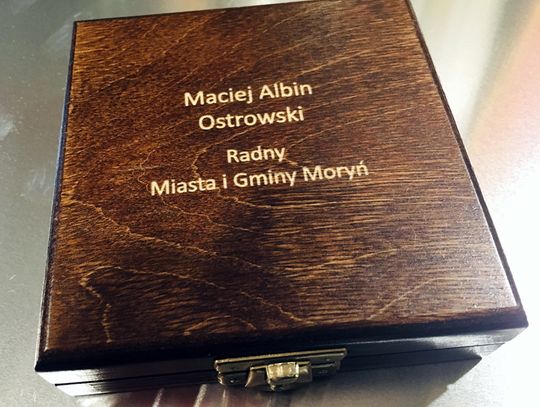 Maciej Albin
Ostrowski
Radny
Miasta i Gminy Moryń